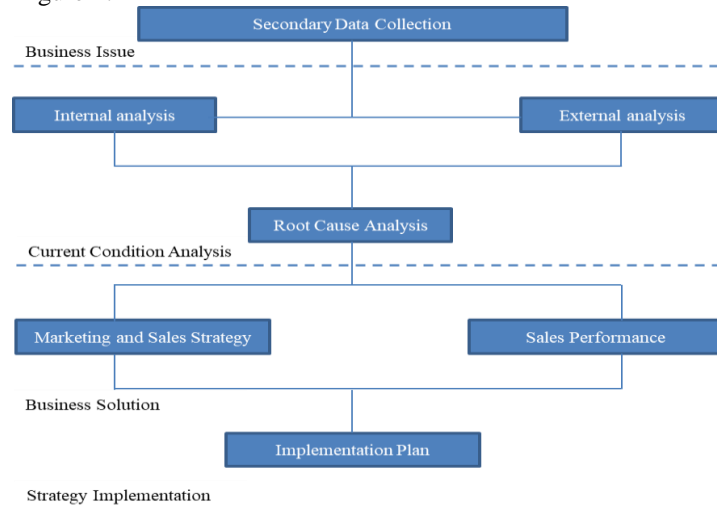 Secondary Data Collection
Business Issue
Internal analysis
External analysis
Root Cause Analysis
Current Condition Analysis
Marketing and Sales Strategy
Sales Performance
Business Solution
Implementation Plan
Strategy Implementation